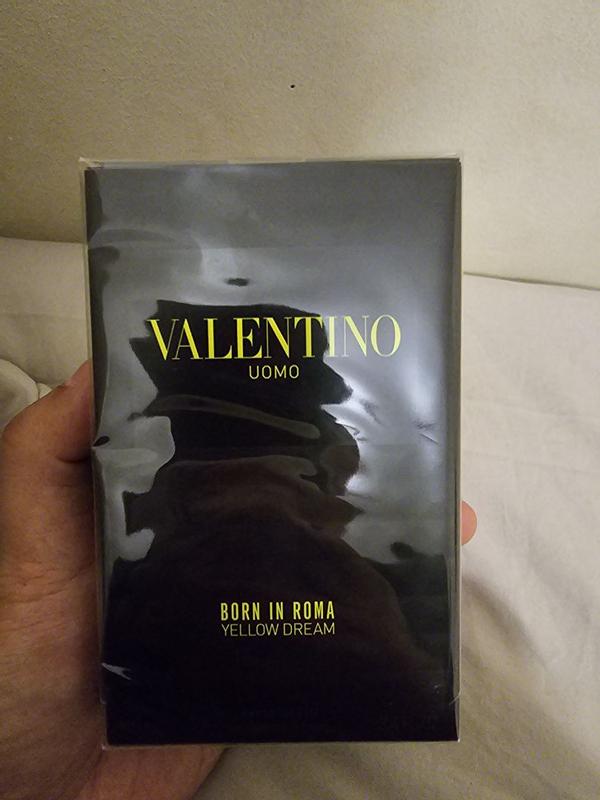 VALENTINO
UOMO
BORN IN ROMA
YELLOW DREAM